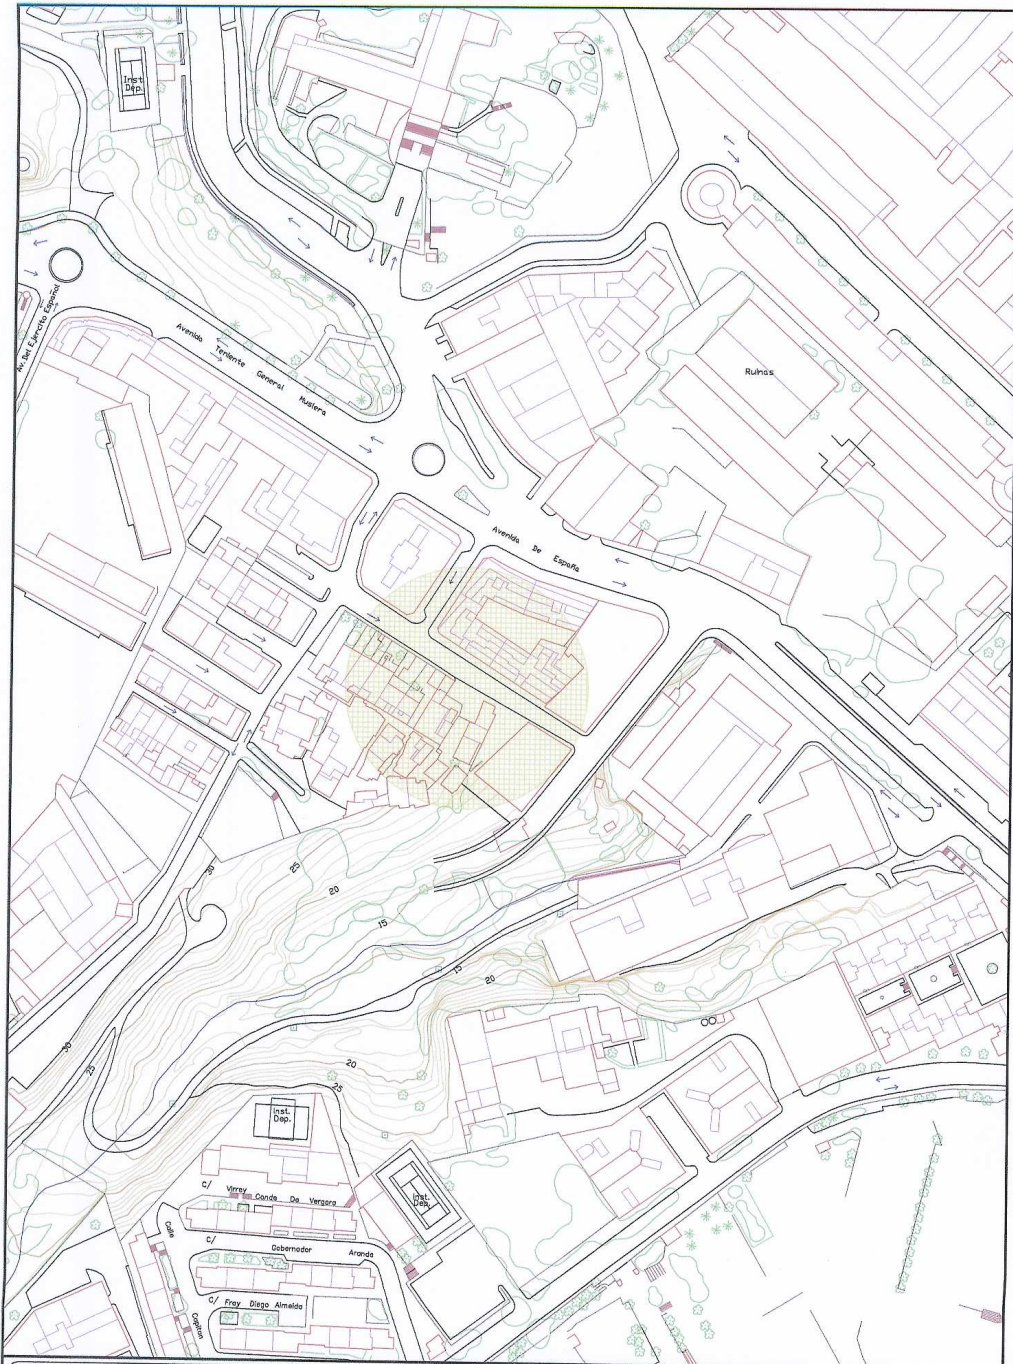 Inst.
Dep.
Av. Del Ejercito Español
Avenida Teniente General Muslera
Ruinas
Avenida De España
30
25
20
15
15
20
30
25
20
25
Inst.
Dep.
Inst.
Dep.
C/ Virrey Conde De Vergara
Calle Capitan
C/ Gobernador Aranda
C/ Fray Diego Almeida